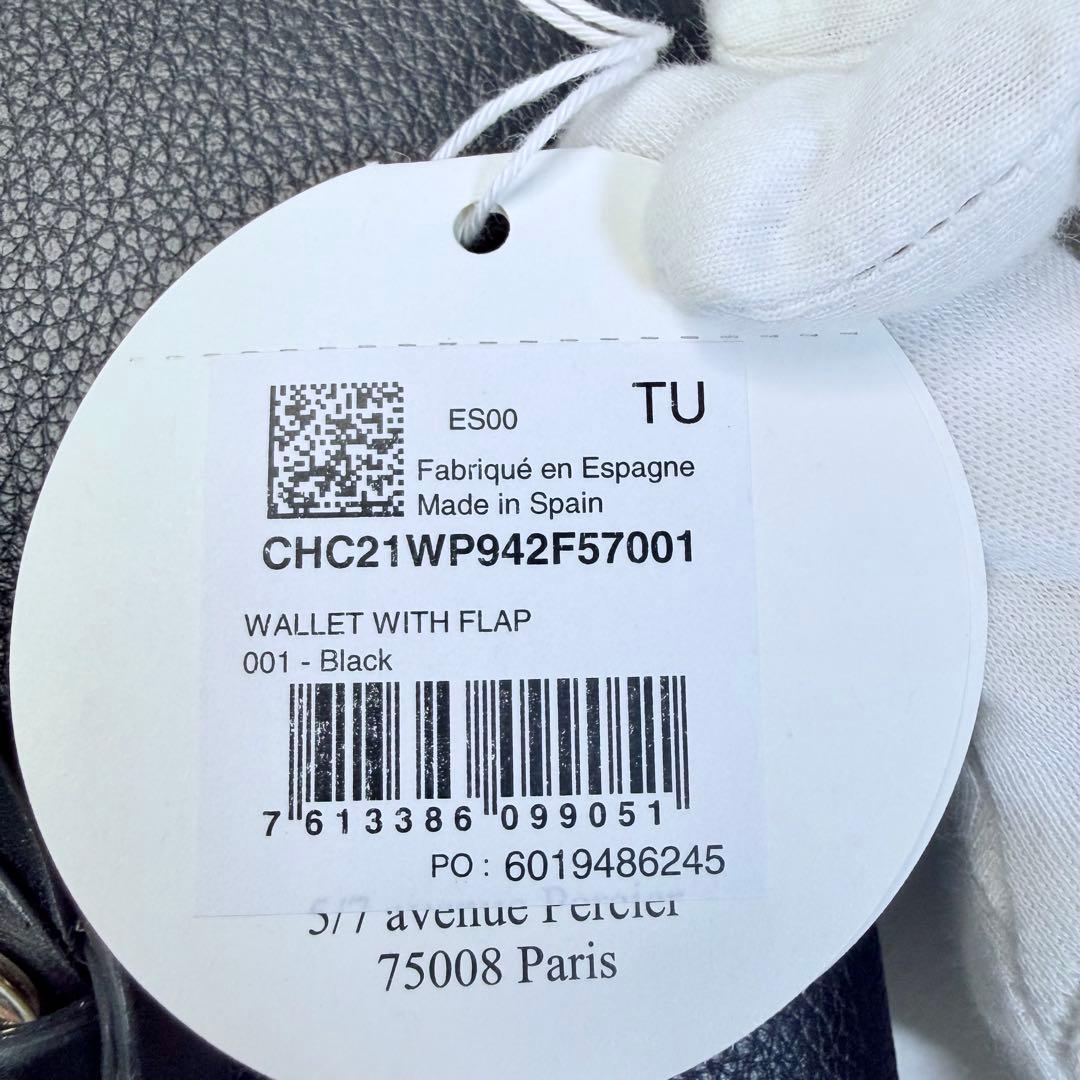 ES00
TU
Fabriqué en Espagne
Made in Spain
CHC21WP942F57001
WALLET WITH FLAP
001 - Black
7 613386 099051
PO : 6019486245
5/7 avenue Percier
75008 Paris